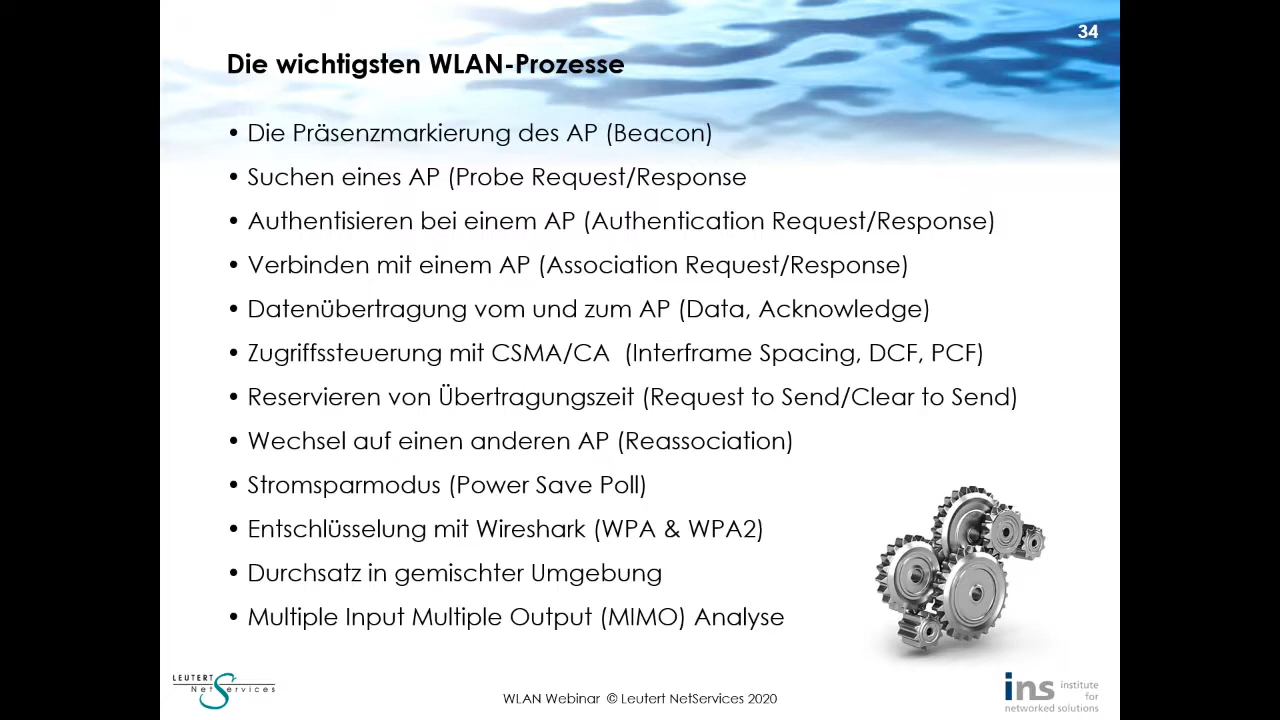 34
Die wichtigsten WLAN-Prozesse
• Die Präsenzmarkierung des AP (Beacon)
• Suchen eines AP (Probe Request/Response
• Authentisieren bei einem AP (Authentication Request/Response)
• Verbinden mit einem AP (Association Request/Response)
• Datenübertragung vom und zum AP (Data, Acknowledge)
• Zugriffssteuerung mit CSMA/CA  (Interframe Spacing, DCF, PCF)
• Reservieren von Übertragungszeit (Request to Send/Clear to Send)
• Wechsel auf einen anderen AP (Reassociation)
• Stromsparmodus (Power Save Poll)
• Entschlüsselung mit Wireshark (WPA & WPA2)
• Durchsatz in gemischter Umgebung
• Multiple Input Multiple Output (MIMO) Analyse
LEUTERT
NetServices
WLAN Webinar © Leutert NetServices 2020
ins institute
for
networked solutions